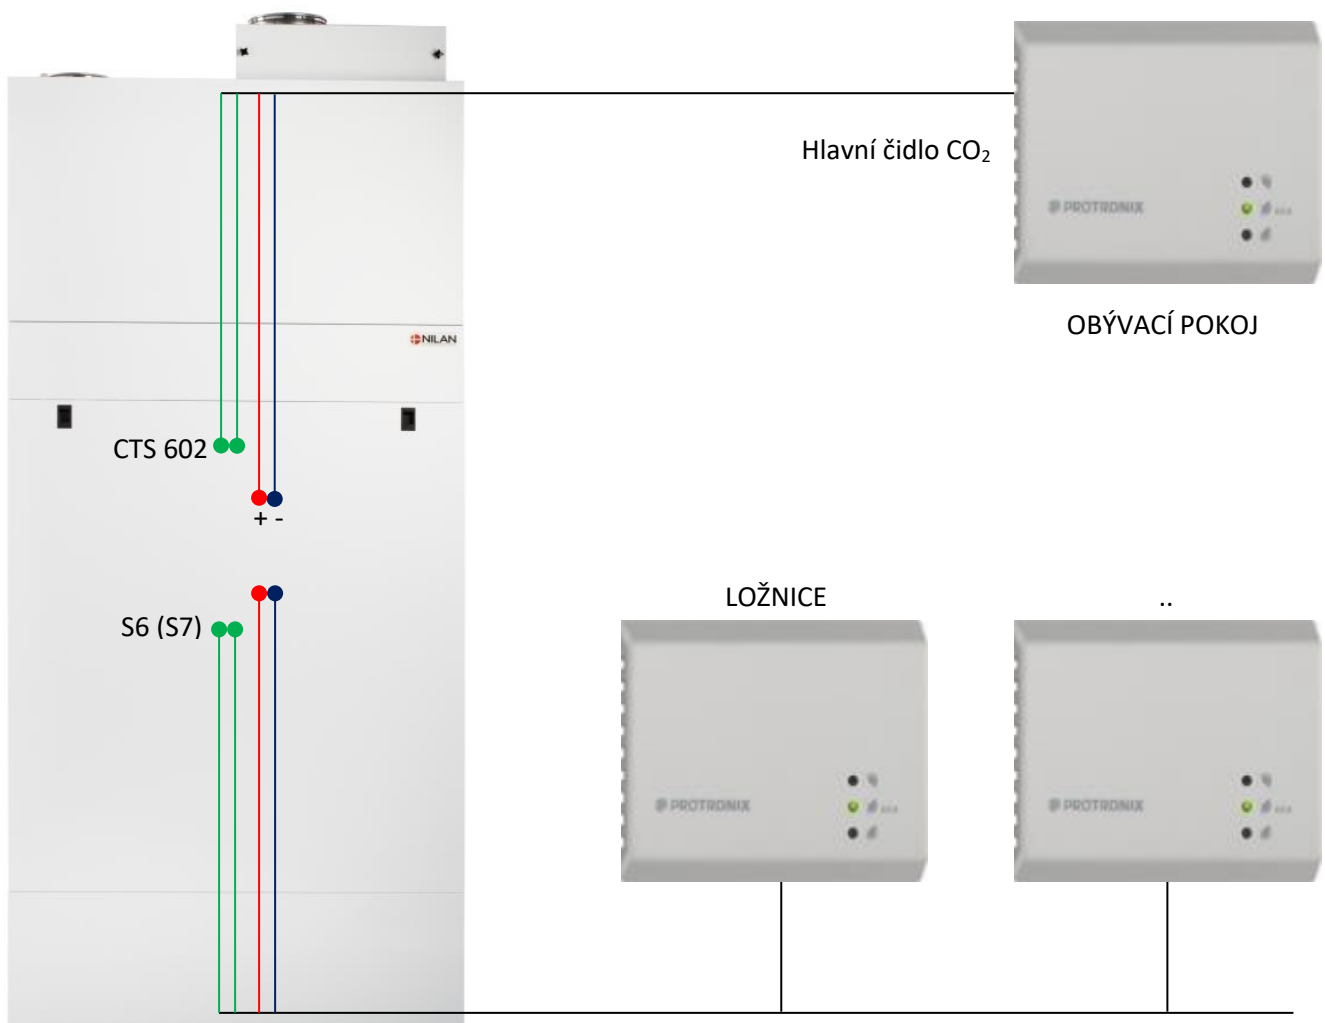 Hlavní čidlo CO₂
PROTRONIX
OBÝVACÍ POKOJ
NILAN
CTS 602
+ -
S6 (S7)
LOŽNICE
..
PROTRONIX
PROTRONIX